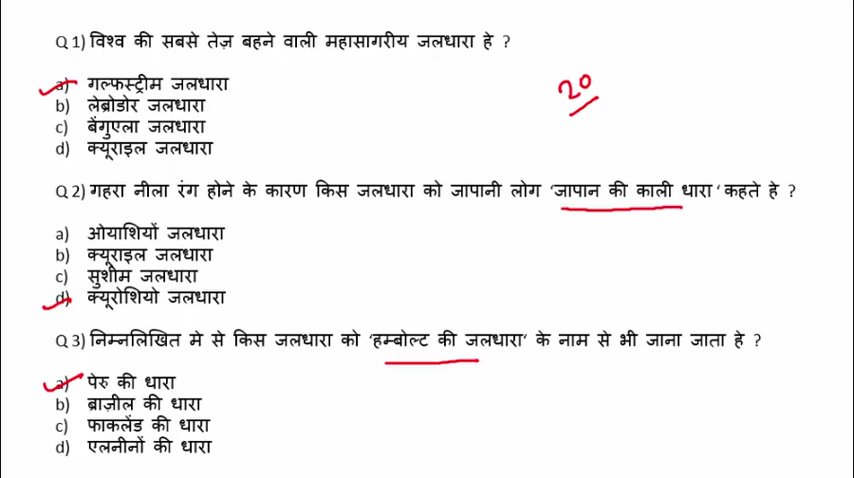 Q 1) विश्व की सबसे तेज़ बहने वाली महासागरीय जलधारा हे ?
a) गल्फस्ट्रीम जलधारा
20
b) लेब्रोडोर जलधारा
c) बेंगुएला जलधारा
d) क्यूराइल जलधारा
Q 2) गहरा नीला रंग होने के कारण किस जलधारा को जापानी लोग ‘जापान की काली धारा ‘ कहते हे ?
a) ओयाशियों जलधारा
b) क्यूराइल जलधारा
c) सुशीम जलधारा
d) क्यूरोशियो जलधारा
Q 3) निम्नलिखित मे से किस जलधारा को ‘हम्बोल्ट की जलधारा‘ के नाम से भी जाना जाता हे ?
a) पेरु की धारा
b) ब्राज़ील की धारा
c) फाकलेंड की धारा
d) एलनीनों की धारा